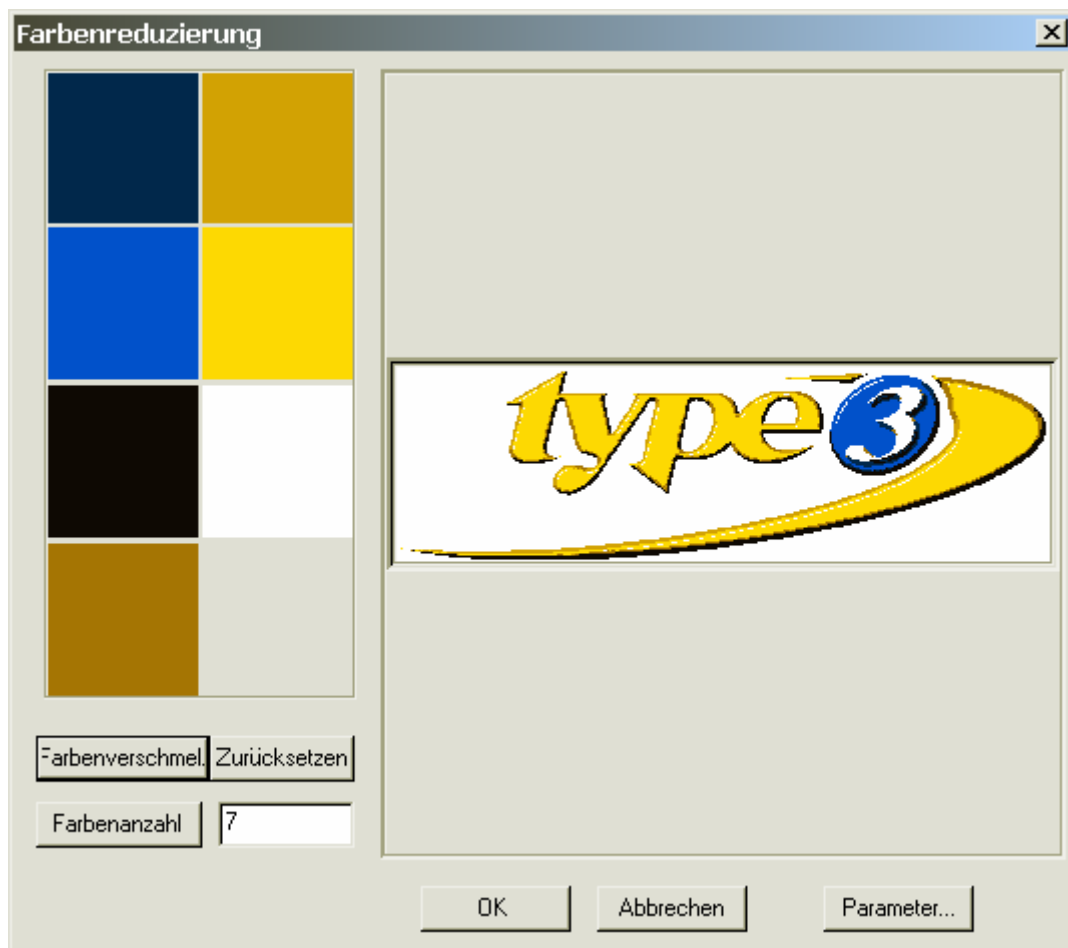 Farbenreduzierung
type3
Farbenverschmel.
Zurücksetzen
Farbenanzahl
7
OK
Abbrechen
Parameter...